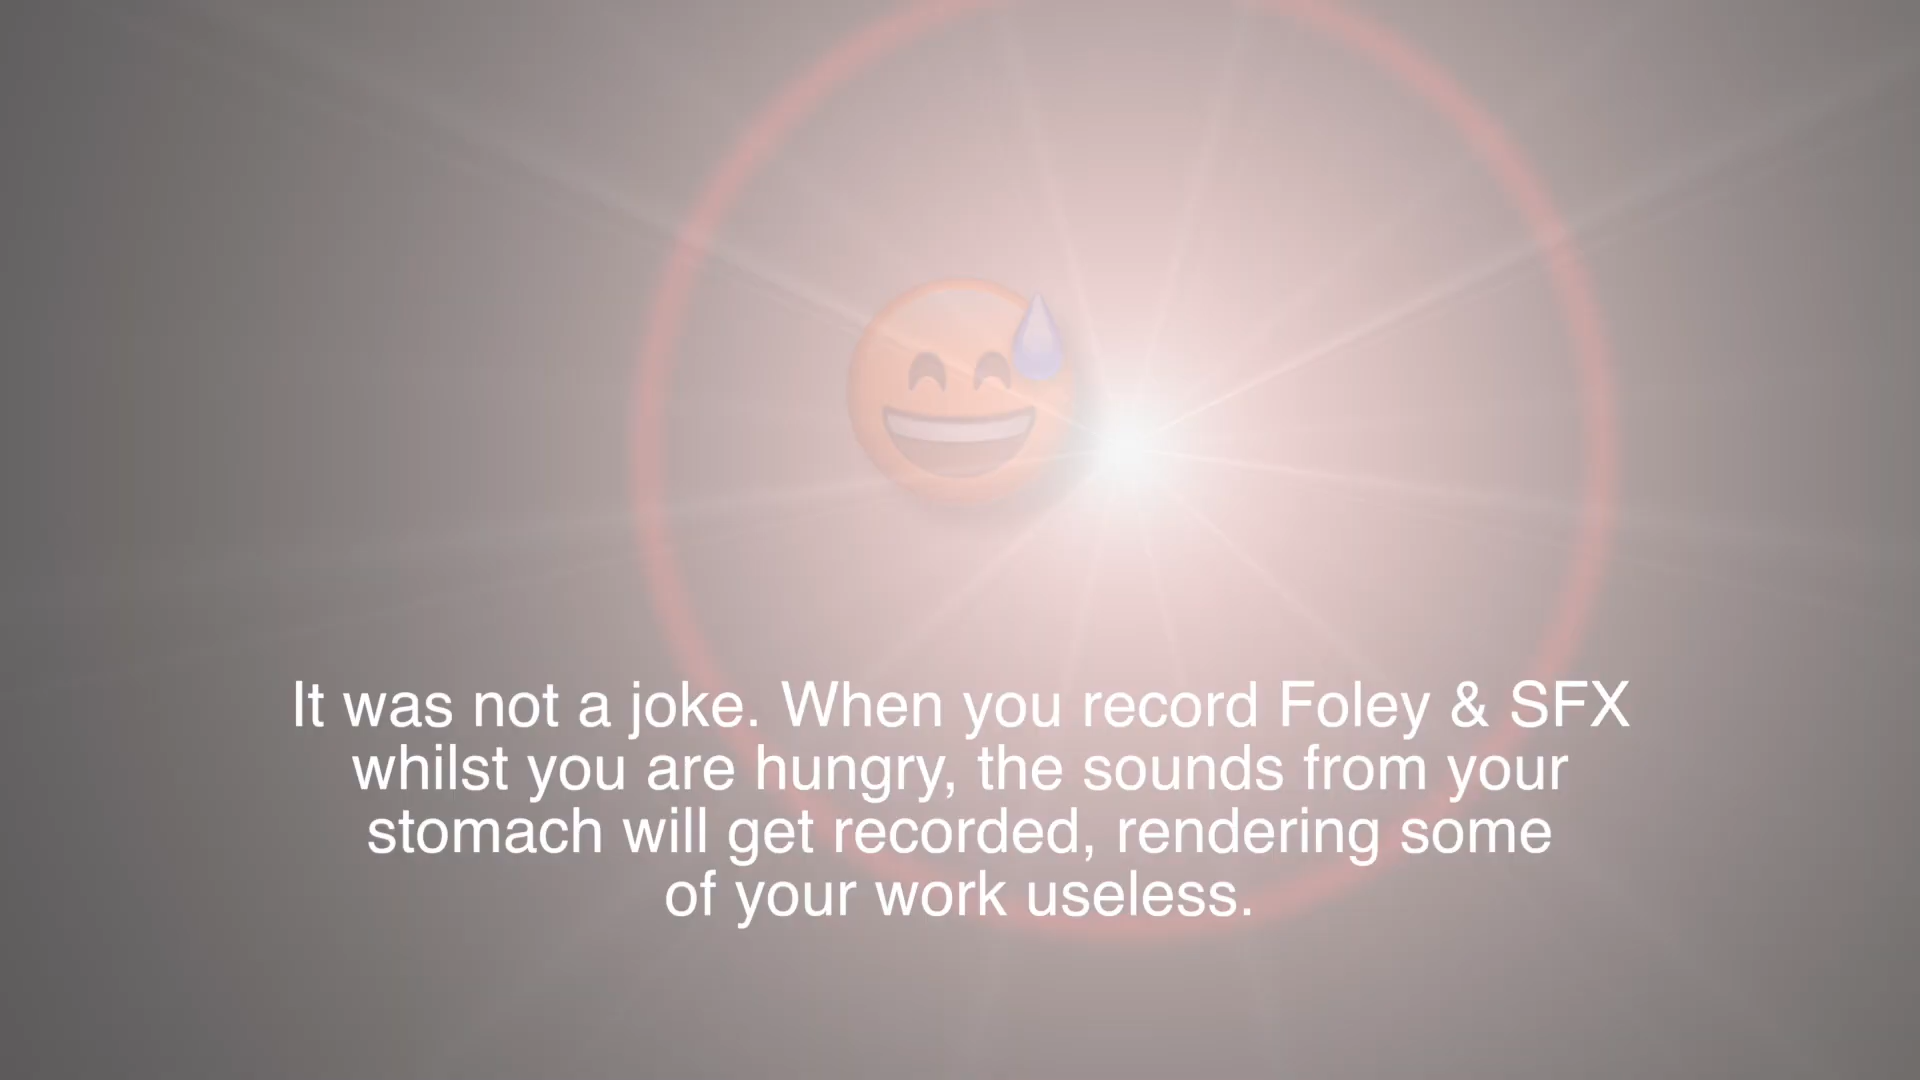 It was not a joke. When you record Foley & SFX
whilst you are hungry, the sounds from your
stomach will get recorded, rendering some
of your work useless.